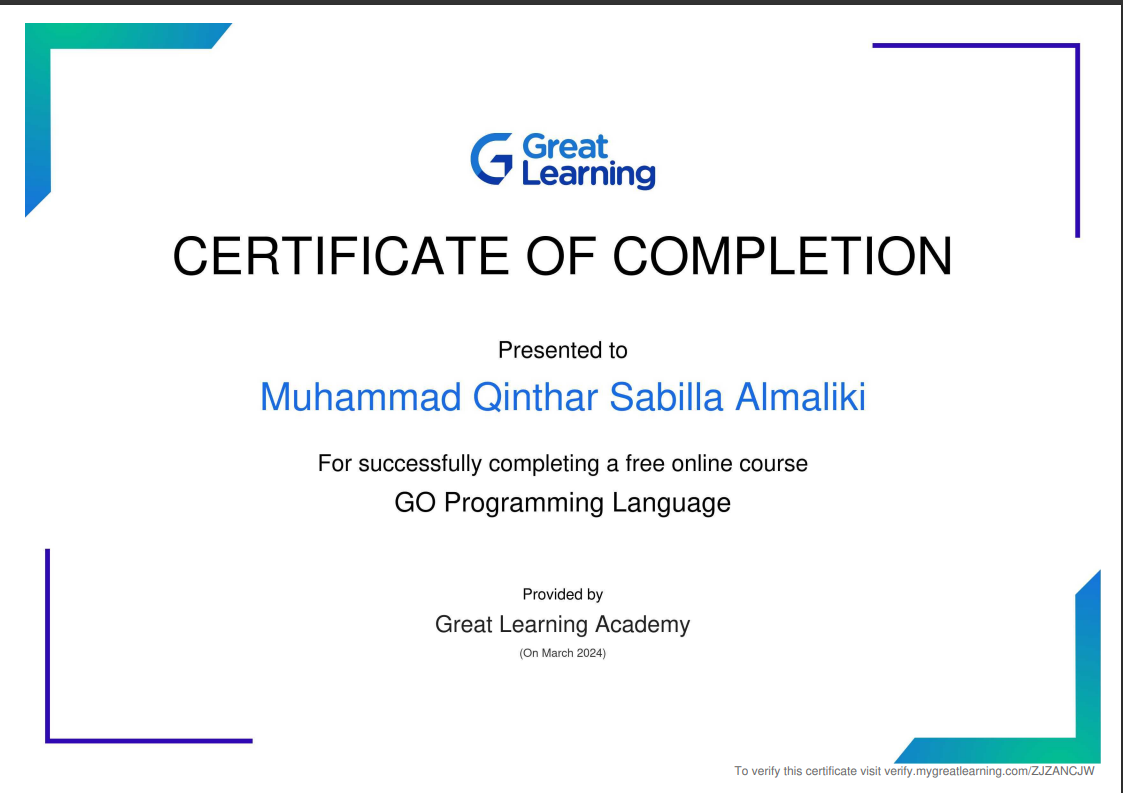 Great
Learning
CERTIFICATE OF COMPLETION
Presented to
Muhammad Qinthar Sabilla Almaliki
For successfully completing a free online course
GO Programming Language
Provided by
Great Learning Academy
(On March 2024)
To verify this certificate visit verify.mygreatlearning.com/ZJZANCJW